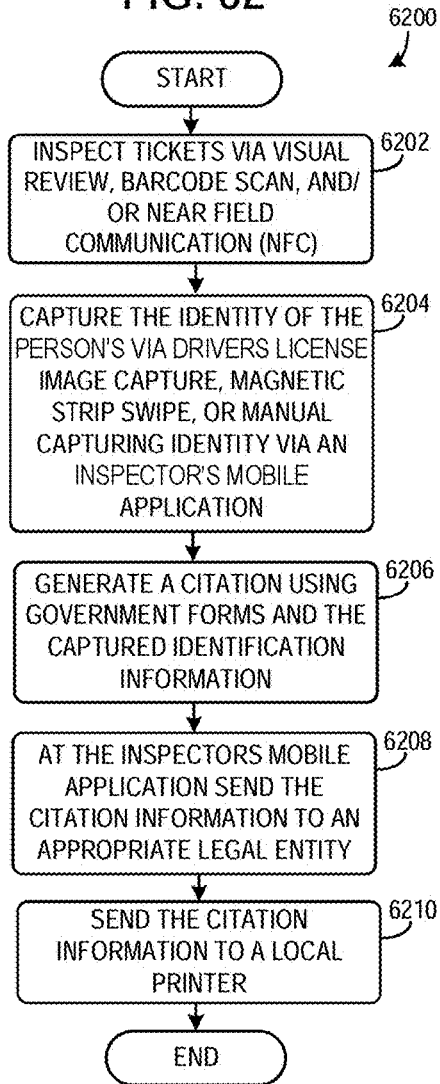 FIG. 62
6200
START
6202
INSPECT TICKETS VIA VISUAL
REVIEW, BARCODE SCAN, AND/
OR NEAR FIELD
COMMUNICATION (NFC)
6204
CAPTURE THE IDENTITY OF THE
PERSON'S VIA DRIVERS LICENSE
IMAGE CAPTURE, MAGNETIC
STRIP SWIPE, OR MANUAL
CAPTURING IDENTITY VIA AN
INSPECTOR'S MOBILE
APPLICATION
6206
GENERATE A CITATION USING
GOVERNMENT FORMS AND THE
CAPTURED IDENTIFICATION
INFORMATION
6208
AT THE INSPECTORS MOBILE
APPLICATION SEND THE
CITATION INFORMATION TO AN
APPROPRIATE LEGAL ENTITY
6210
SEND THE CITATION
INFORMATION TO A LOCAL
PRINTER
END